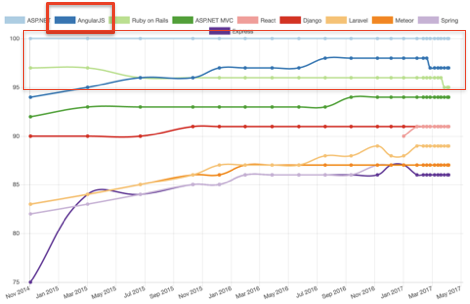 ASP.NET AngularJS Ruby on Rails ASP.NET MVC React Django Laravel Meteor Spring
Express
100
95
90
85
80
75
Nov 2014 Jan 2015 Mar 2015 May 2015 Jul 2015 Sep 2015 Nov 2015 Jan 2016 Mar 2016 May 2016 Jul 2016 Sep 2016 Nov 2016 Jan 2017 Mar 2017 May 2017